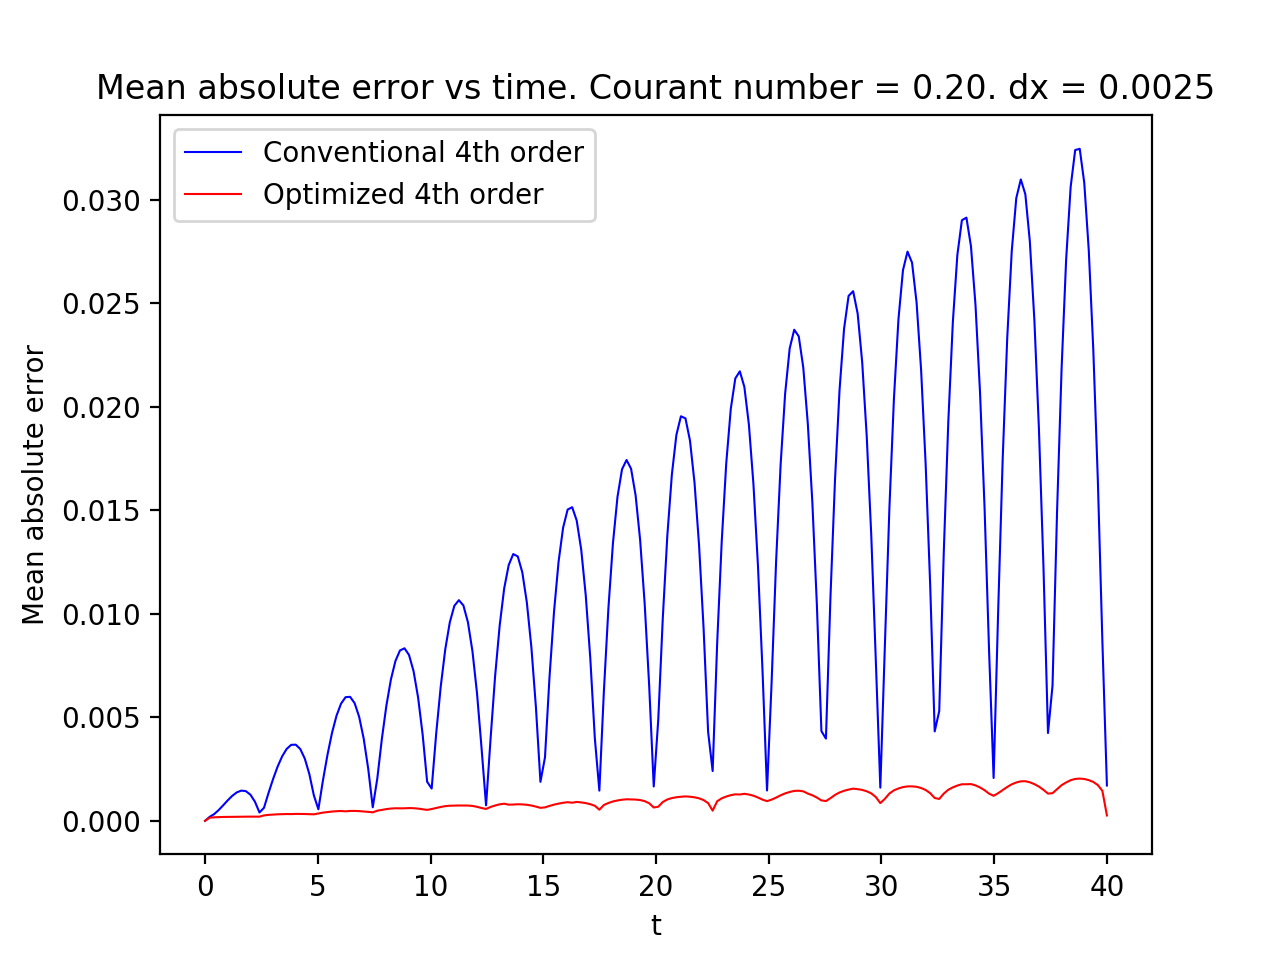 Mean absolute error vs time. Courant number = 0.20. dx = 0.0025
Conventional 4th order
Optimized 4th order
Mean absolute error
0.030
0.025
0.020
0.015
0.010
0.005
0.000
0 5 10 15 20 25 30 35 40
t